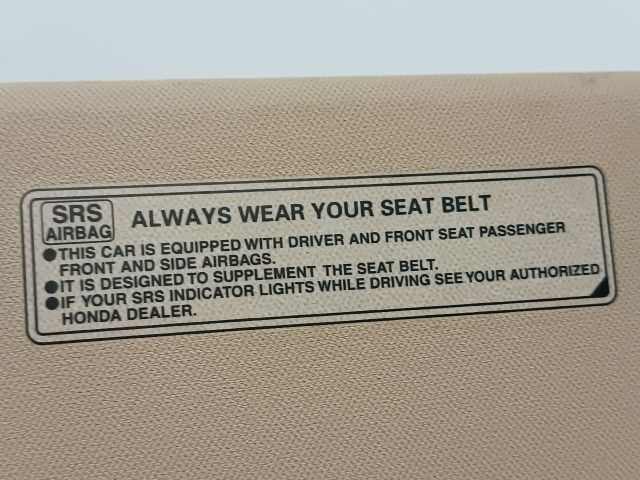 SRS
AIRBAG
ALWAYS WEAR YOUR SEAT BELT
●THIS CAR IS EQUIPPED WITH DRIVER AND FRONT SEAT PASSENGER
FRONT AND SIDE AIRBAGS.
●IT IS DESIGNED TO SUPPLEMENT THE SEAT BELT.
●IF YOUR SRS INDICATOR LIGHTS WHILE DRIVING SEE YOUR AUTHORIZED
HONDA DEALER.